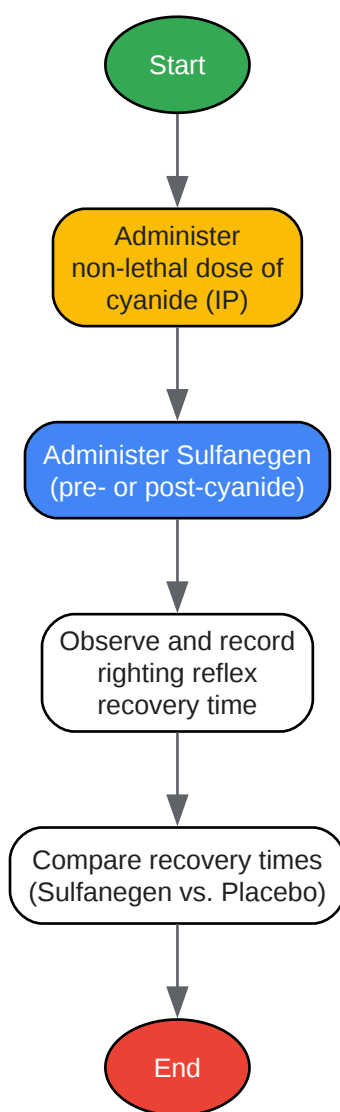 Start
Administer
non-lethal dose of
cyanide (IP)
Administer Sulfanegen
(pre- or post-cyanide)
Observe and record
righting reflex
recovery time
Compare recovery times
(Sulfanegen vs. Placebo)
End